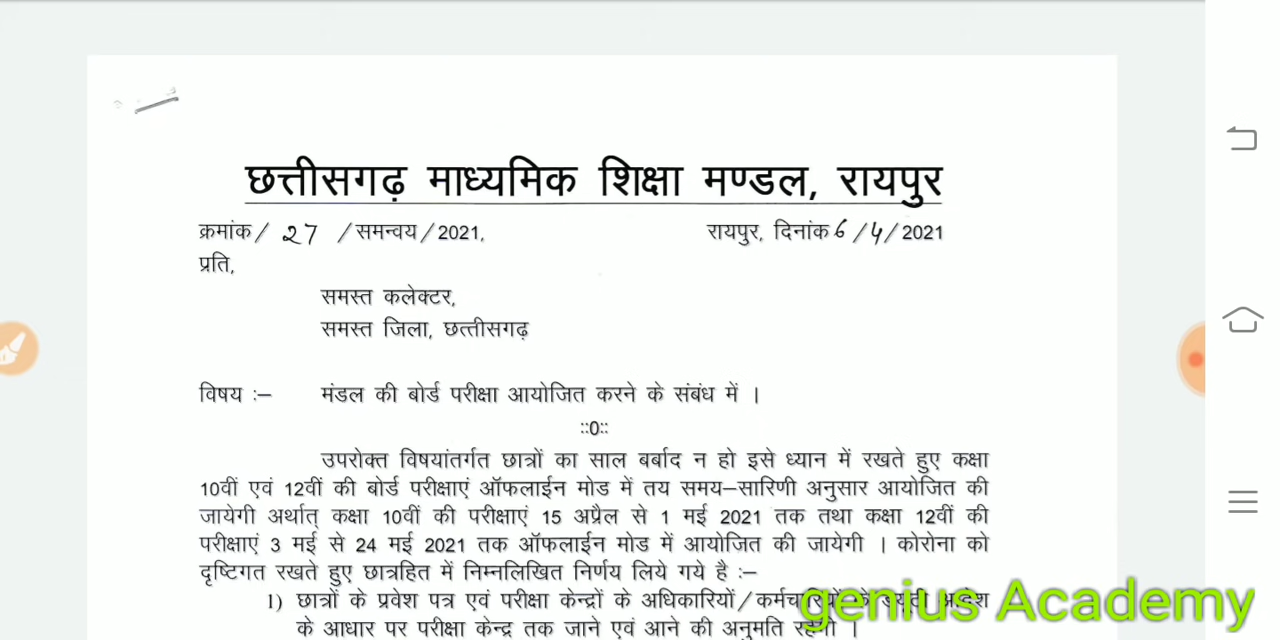 छत्तीसगढ़ माध्यमिक शिक्षा मण्डल, रायपुर
क्रमांक/ 27 /समन्वय/2021, रायपुर, दिनांक 6/4/2021
प्रति,
समस्त कलेक्टर,
समस्त जिला, छत्तीसगढ़
विषय :– मंडल की बोर्ड परीक्षा आयोजित करने के संबंध में ।
::0::
उपरोक्त विषयांतर्गत छात्रों का साल बर्बाद न हो इसे ध्यान में रखते हुए कक्षा
10वीं एवं 12वीं की बोर्ड परीक्षाएं ऑफलाईन मोड में तय समय–सारिणी अनुसार आयोजित की
जायेगी अर्थात् कक्षा 10वीं की परीक्षाएं 15 अप्रैल से 1 मई 2021 तक तथा कक्षा 12वीं की
परीक्षाएं 3 मई से 24 मई 2021 तक ऑफलाईन मोड में आयोजित की जायेगी । कोरोना को
दृष्टिगत रखते हुए छात्रहित में निम्नलिखित निर्णय लिये गये है :–
1) छात्रों के प्रवेश पत्र एवं परीक्षा केन्द्रों के अधिकारियों/कर्मचारियों के
के आधार पर परीक्षा केन्द्र तक जाने एवं आने की अनुमति रहेगी ।
genius Academy